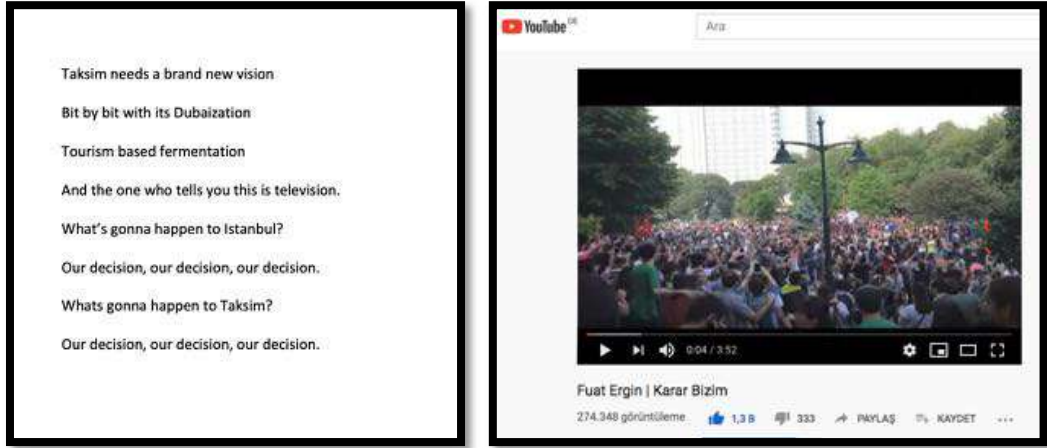 Taksim needs a brand new vision
Bit by bit with its Dubaization
Tourism based fermentation
And the one who tells you this is television.
What's gonna happen to Istanbul?
Our decision, our decision, our decision.
Whats gonna happen to Taksim?
Our decision, our decision, our decision.
YouTube DE
Ara
0:04 / 3:52
Fuat Ergin | Karar Bizim
274.348 görüntüleme 1,3 B 333 PAYLAŞ KAYDET ...